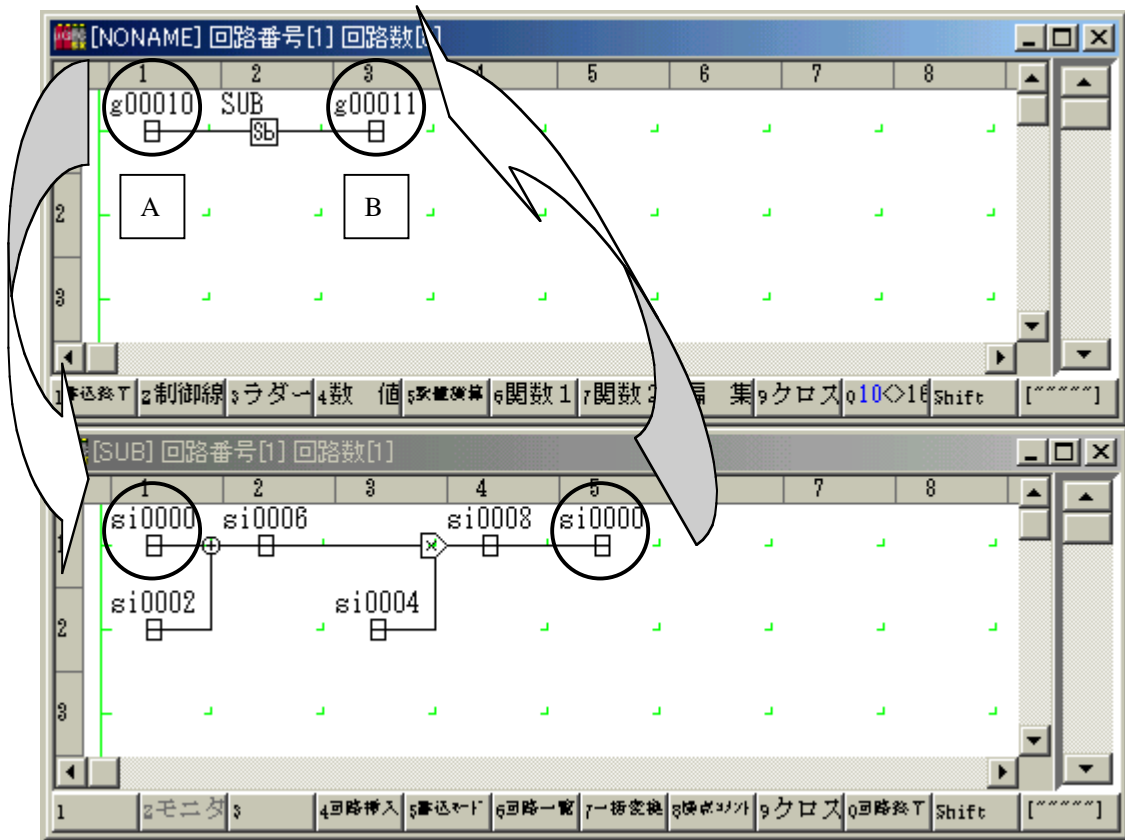 [NONAME] 回路番号[1] 回路数[
1 2 3 4 5 6 7 8
g00010 SUB g00011
Sb
A B
2
3
1書込終了 2制御線 3ラダー 4数 値 5数値演算 6関数1 7関数2 編 集 9クロス 010<>16 Shift [~~~~~]
[SUB] 回路番号[1] 回路数[1]
1 2 3 4 5 7 8
si0000 si0006 si0008 si0000
1
si0002 si0004
2
3
1 2モニタ 3 4回路挿入 5書込モード 6回路一覧 7一括変換 8接点コメント 9クロス 0回路終了 Shift [~~~~~]